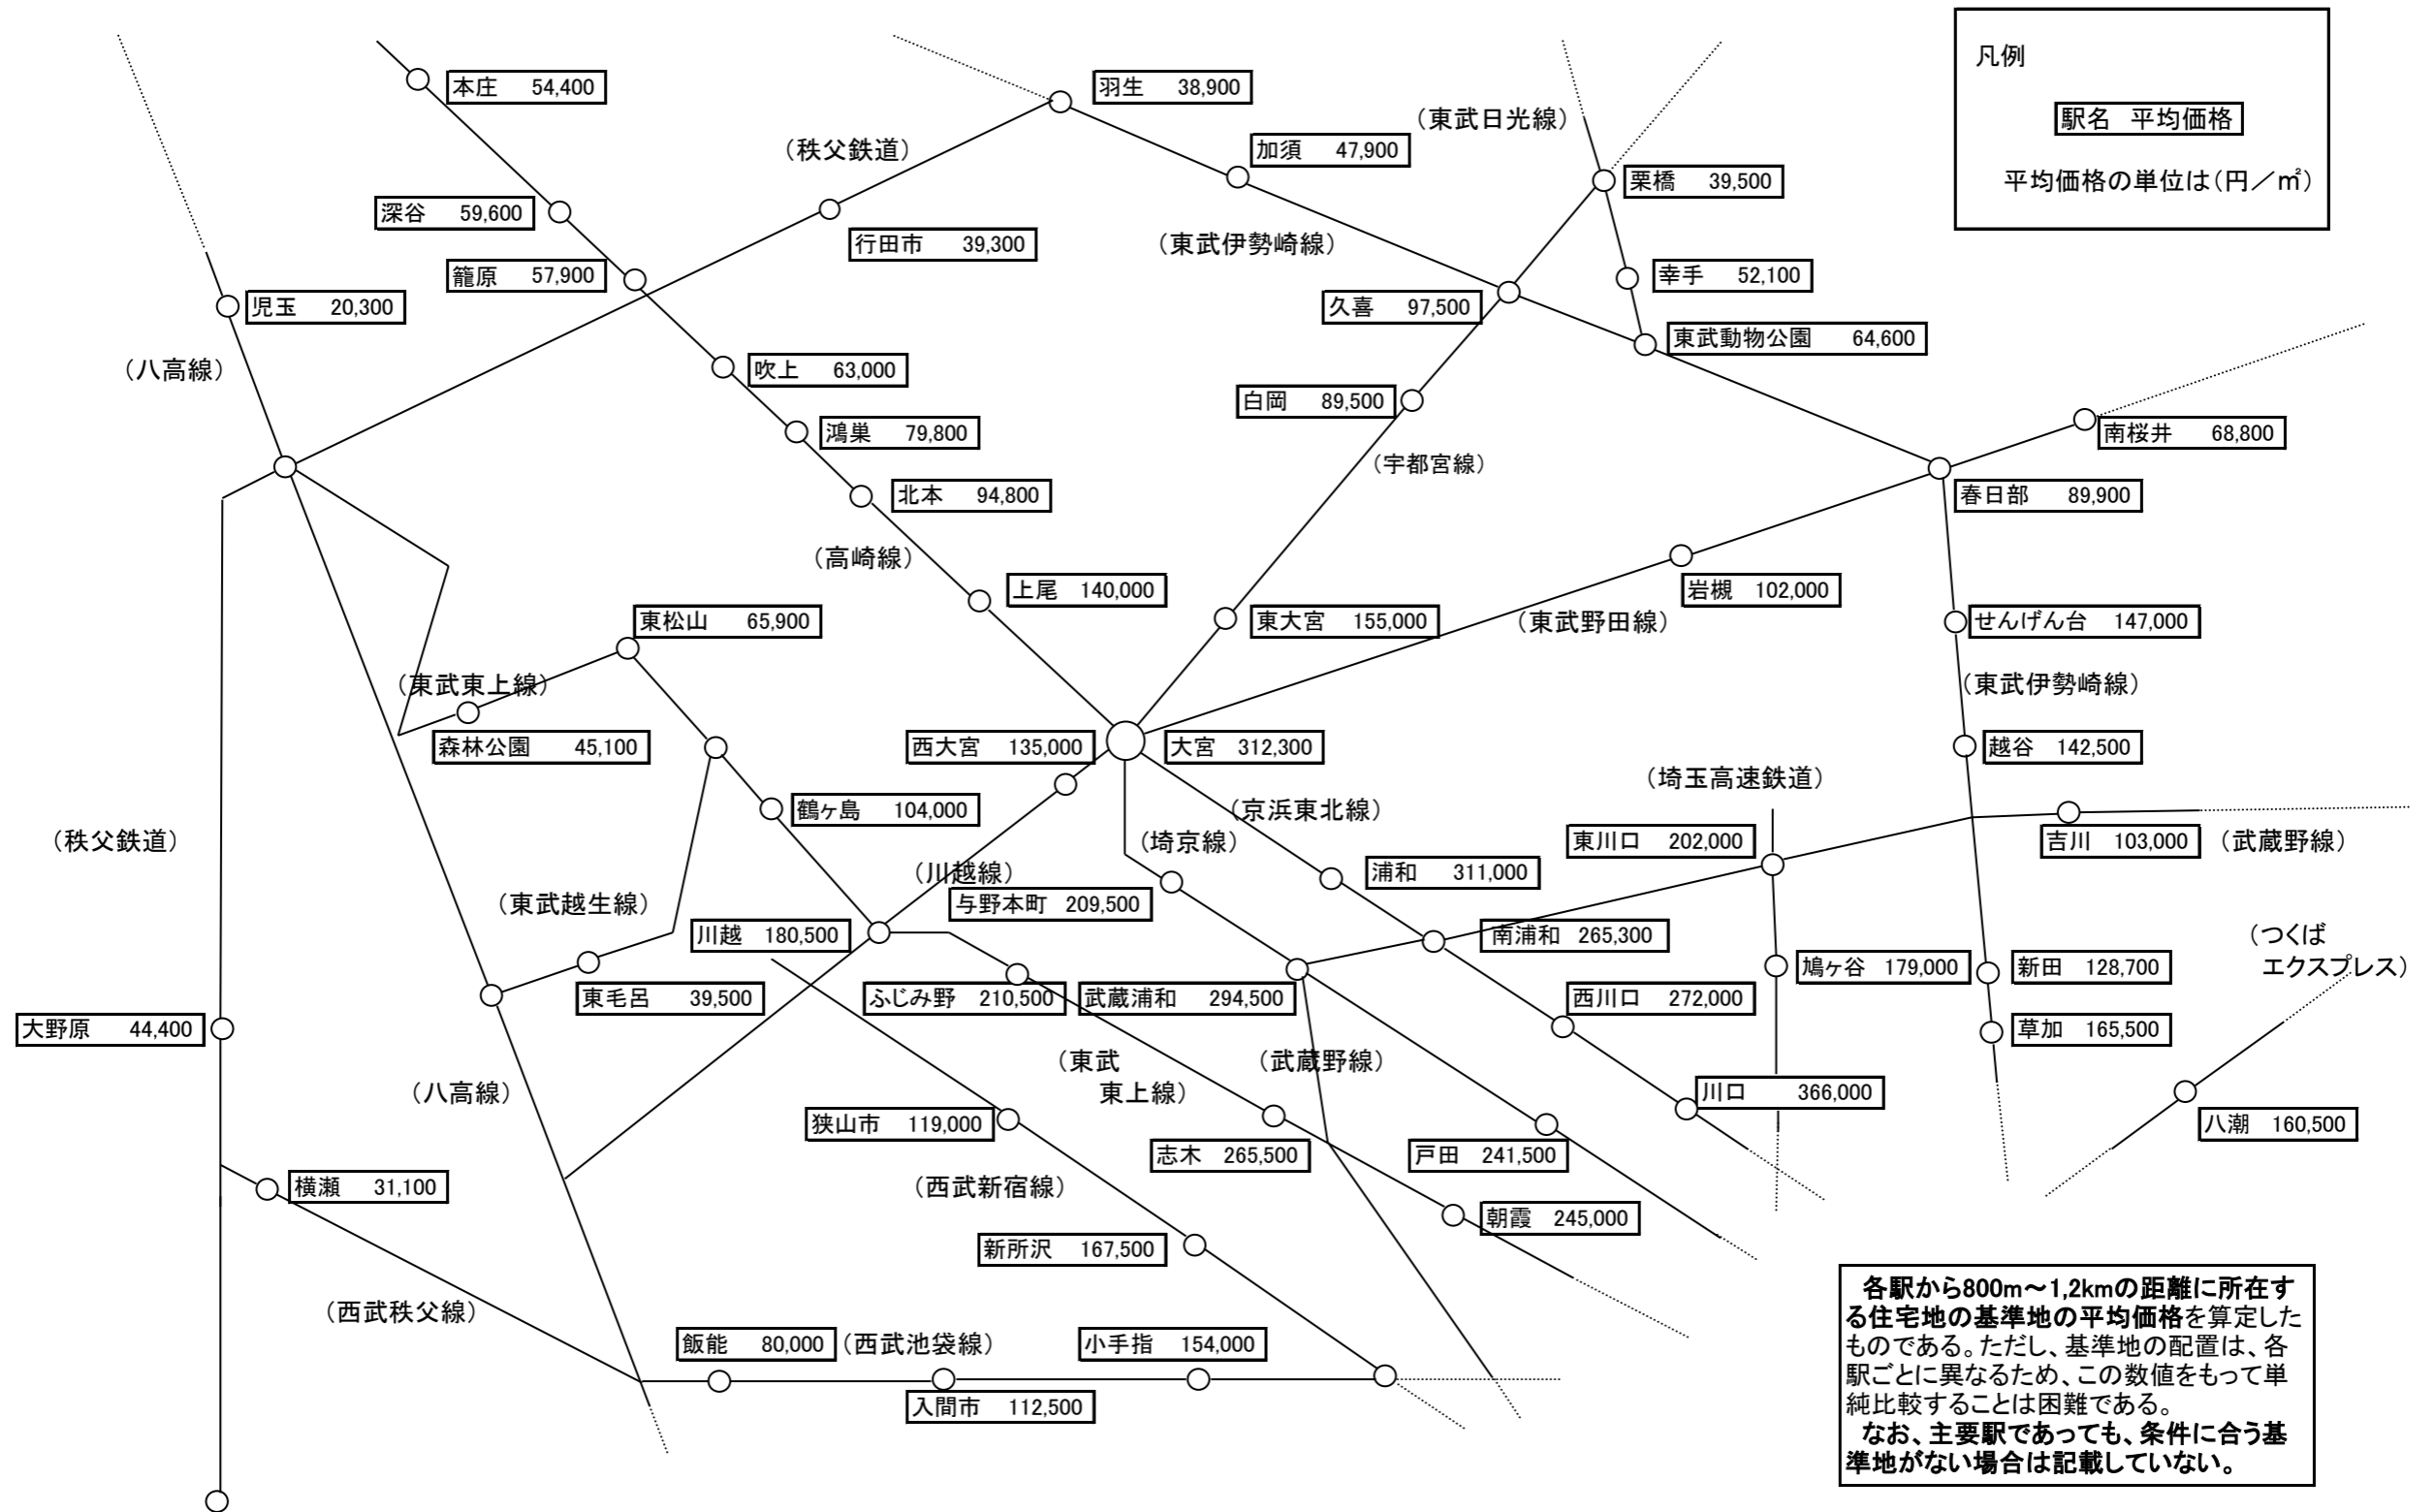 凡例
駅名 平均価格
平均価格の単位は(円／㎡)
本庄 54,400
羽生 38,900
(東武日光線)
(秩父鉄道)
加須 47,900
栗橋 39,500
深谷 59,600
行田市 39,300
(東武伊勢崎線)
籠原 57,900
幸手 52,100
児玉 20,300
久喜 97,500
東武動物公園 64,600
(八高線)
吹上 63,000
白岡 89,500
鴻巣 79,800
南桜井 68,800
(宇都宮線)
北本 94,800
春日部 89,900
(高崎線)
上尾 140,000
岩槻 102,000
東松山 65,900
東大宮 155,000
(東武野田線)
せんげん台 147,000
(東武東上線)
(東武伊勢崎線)
森林公園 45,100
西大宮 135,000
大宮 312,300
越谷 142,500
(埼玉高速鉄道)
鶴ヶ島 104,000
(京浜東北線)
(秩父鉄道)
(埼京線)
東川口 202,000
吉川 103,000
(武蔵野線)
(川越線)
浦和 311,000
(東武越生線)
与野本町 209,500
川越 180,500
南浦和 265,300
(つくば
エクスプレス)
鳩ヶ谷 179,000
新田 128,700
東毛呂 39,500
ふじみ野 210,500
武蔵浦和 294,500
西川口 272,000
大野原 44,400
草加 165,500
(東武
東上線)
(武蔵野線)
(八高線)
川口 366,000
狭山市 119,000
八潮 160,500
志木 265,500
戸田 241,500
横瀬 31,100
(西武新宿線)
朝霞 245,000
新所沢 167,500
(西武秩父線)
飯能 80,000
(西武池袋線)
小手指 154,000
入間市 112,500
各駅から800m～1,2kmの距離に所在す
る住宅地の基準地の平均価格を算定した
ものである。ただし、基準地の配置は、各
駅ごとに異なるため、この数値をもって単
純比較することは困難である。
なお、主要駅であっても、条件に合う基
準地がない場合は記載していない。